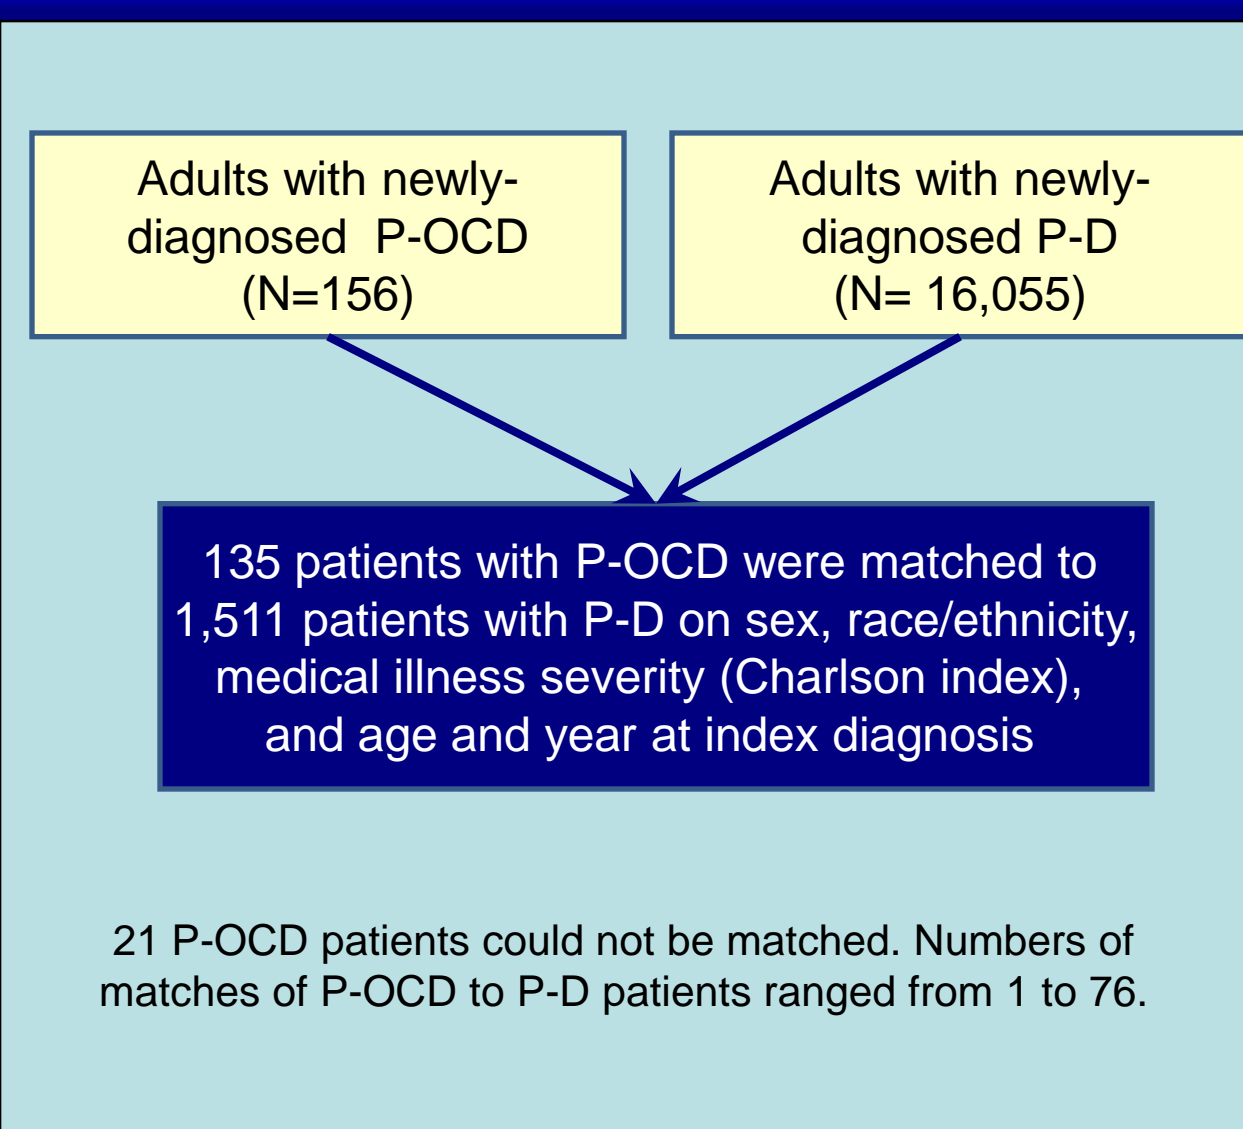 Adults with newly-
diagnosed  P-OCD
(N=156)
Adults with newly-
diagnosed P-D
(N= 16,055)
135 patients with P-OCD were matched to
1,511 patients with P-D on sex, race/ethnicity,
medical illness severity (Charlson index),
and age and year at index diagnosis
21 P-OCD patients could not be matched. Numbers of
matches of P-OCD to P-D patients ranged from 1 to 76.